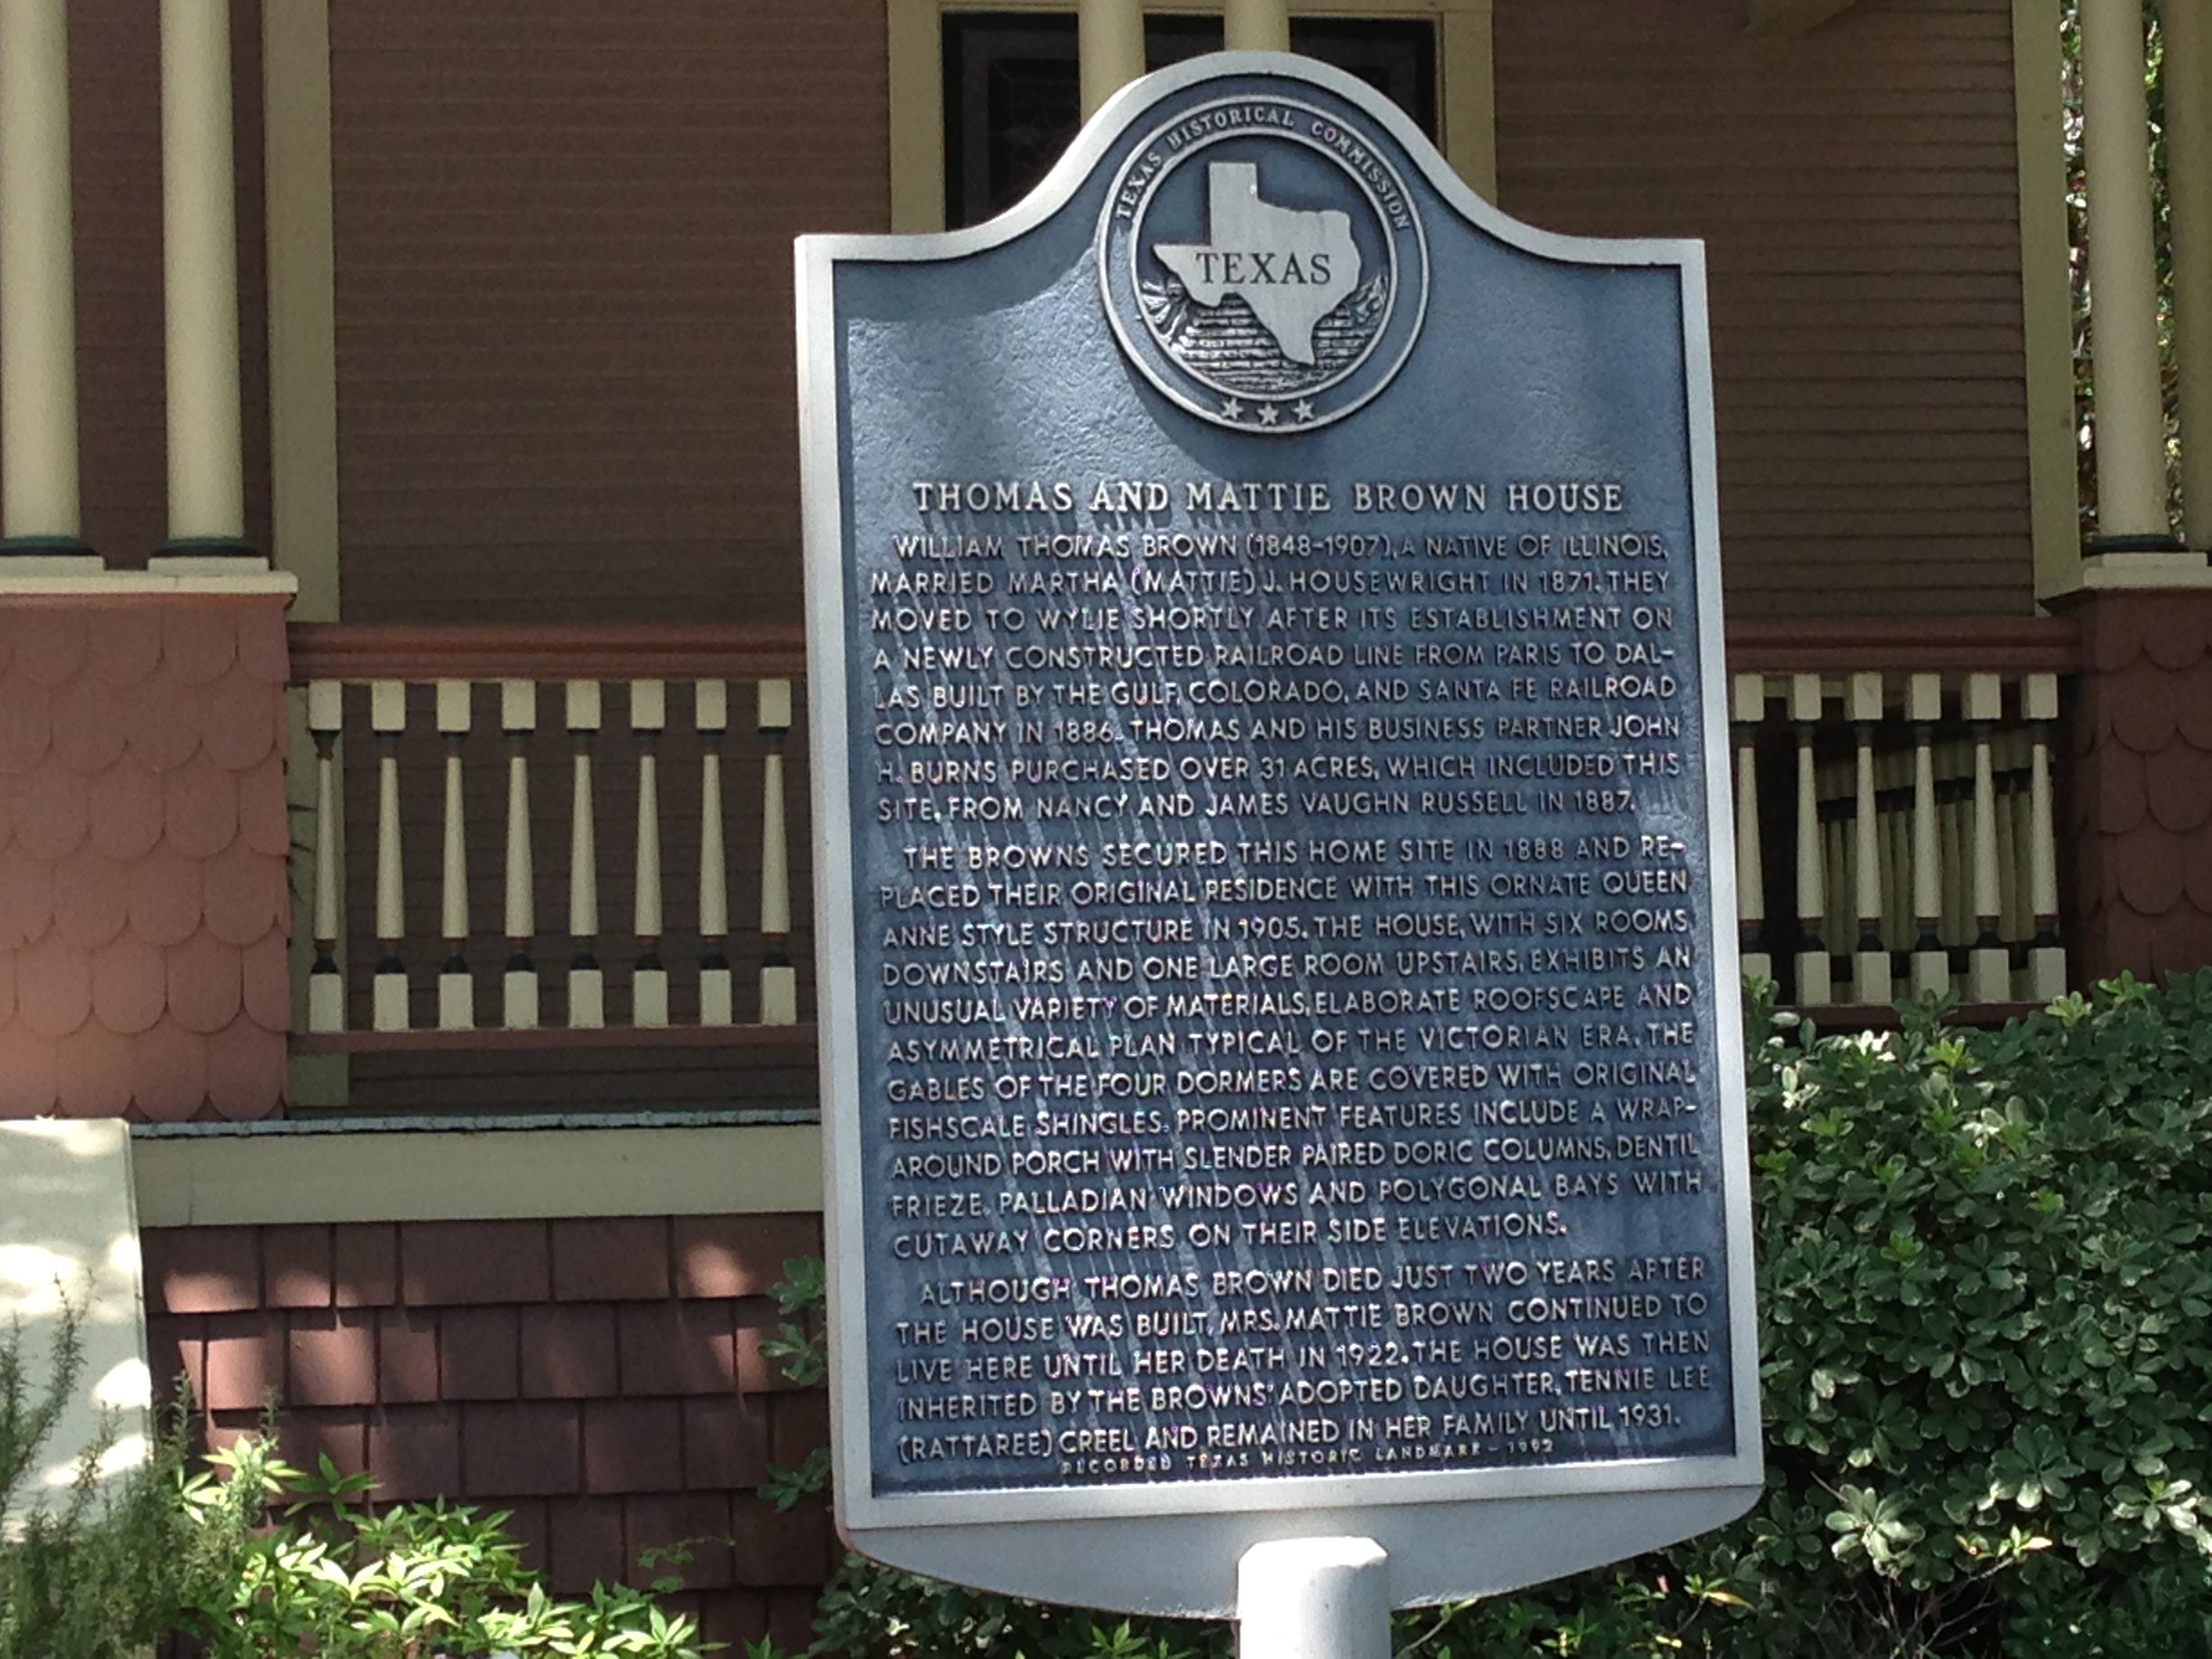 TEXAS HISTORICAL COMMISSION
TEXAS
THOMAS AND MATTIE BROWN HOUSE
WILLIAM THOMAS BROWN (1848-1907), A NATIVE OF ILLINOIS,
MARRIED MARTHA (MATTIE) J. HOUSEWRIGHT IN 1871. THEY
MOVED TO WYLIE SHORTLY AFTER ITS ESTABLISHMENT ON
A NEWLY CONSTRUCTED RAILROAD LINE FROM PARIS TO DAL-
LAS BUILT BY THE GULF, COLORADO, AND SANTA FE RAILROAD
COMPANY IN 1886. THOMAS AND HIS BUSINESS PARTNER JOHN
H. BURNS PURCHASED OVER 31 ACRES, WHICH INCLUDED THIS
SITE, FROM NANCY AND JAMES VAUGHN RUSSELL IN 1887.
THE BROWNS SECURED THIS HOME SITE IN 1888 AND RE-
PLACED THEIR ORIGINAL RESIDENCE WITH THIS ORNATE QUEEN
ANNE STYLE STRUCTURE IN 1905. THE HOUSE, WITH SIX ROOMS
DOWNSTAIRS AND ONE LARGE ROOM UPSTAIRS, EXHIBITS AN
UNUSUAL VARIETY OF MATERIALS, ELABORATE ROOFSCAPE AND
ASYMMETRICAL PLAN TYPICAL OF THE VICTORIAN ERA. THE
GABLES OF THE FOUR DORMERS ARE COVERED WITH ORIGINAL
FISHSCALE SHINGLES. PROMINENT FEATURES INCLUDE A WRAP-
AROUND PORCH WITH SLENDER PAIRED DORIC COLUMNS, DENTIL
FRIEZE, PALLADIAN WINDOWS AND POLYGONAL BAYS WITH
CUTAWAY CORNERS ON THEIR SIDE ELEVATIONS.
ALTHOUGH THOMAS BROWN DIED JUST TWO YEARS AFTER
THE HOUSE WAS BUILT, MRS. MATTIE BROWN CONTINUED TO
LIVE HERE UNTIL HER DEATH IN 1922. THE HOUSE WAS THEN
INHERITED BY THE BROWNS' ADOPTED DAUGHTER, TENNIE LEE
(RATTAREE) CREEL AND REMAINED IN HER FAMILY UNTIL 1931.
RECORDED TEXAS HISTORIC LANDMARK -